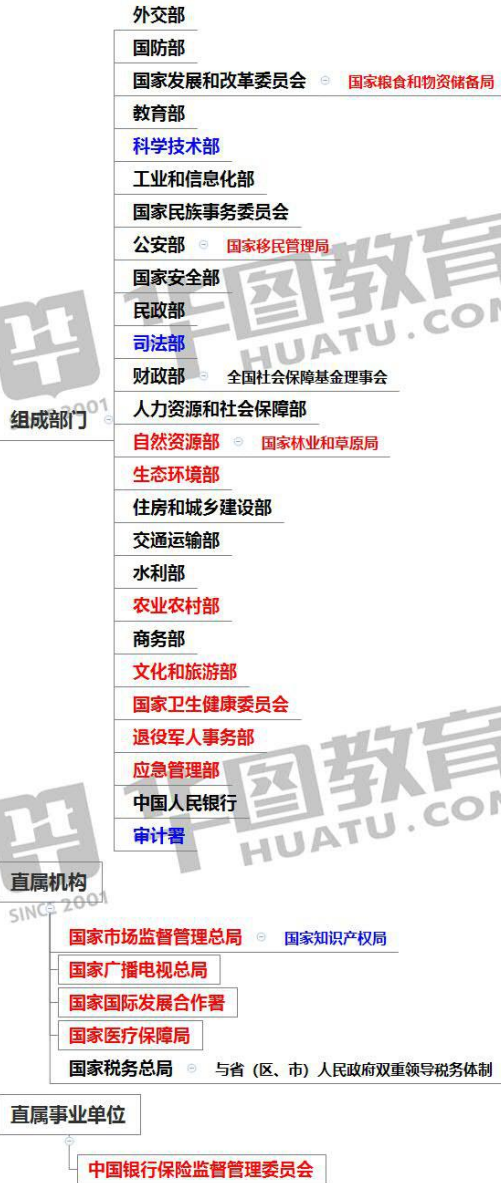 外交部
国防部
国家发展和改革委员会 国家粮食和物资储备局
教育部
科学技术部
工业和信息化部
国家民族事务委员会
公安部 国家移民管理局
国家安全部
民政部
司法部
财政部 全国社会保障基金理事会
人力资源和社会保障部
组成部门
自然资源部 国家林业和草原局
生态环境部
住房和城乡建设部
交通运输部
水利部
农业农村部
商务部
文化和旅游部
国家卫生健康委员会
退役军人事务部
应急管理部
中国人民银行
审计署
直属机构
国家市场监督管理总局 国家知识产权局
国家广播电视总局
国家国际发展合作署
国家医疗保障局
国家税务总局 与省（区、市）人民政府双重领导税务体制
直属事业单位
中国银行保险监督管理委员会
华图教育
HUATU.COM
2001
华图教育
HUATU.COM
SINCE 2001